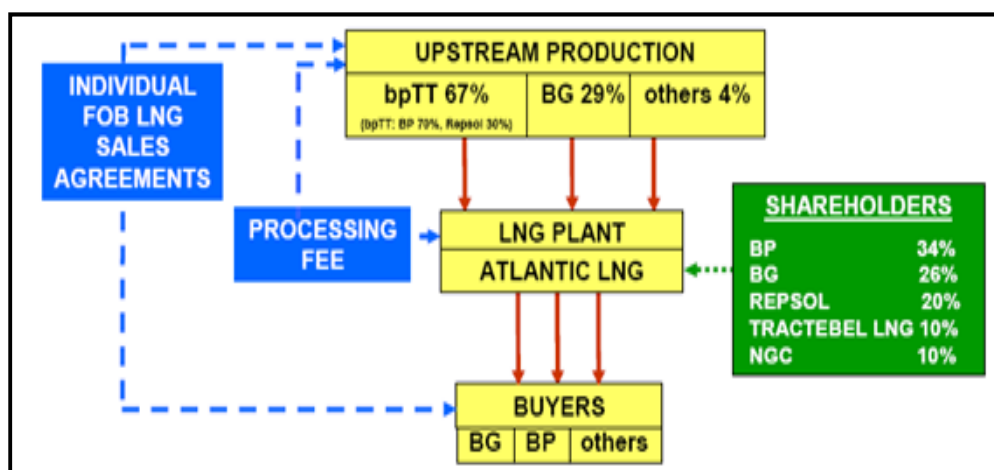 UPSTREAM PRODUCTION
bpTT 67%
(bpTT: BP 70%, Repsol 30%)
BG 29%
others 4%
INDIVIDUAL
FOB LNG
SALES
AGREEMENTS
PROCESSING
FEE
LNG PLANT
ATLANTIC LNG
SHAREHOLDERS
BP 34%
BG 26%
REPSOL 20%
TRACTEBEL LNG 10%
NGC 10%
BUYERS
BG
BP
others